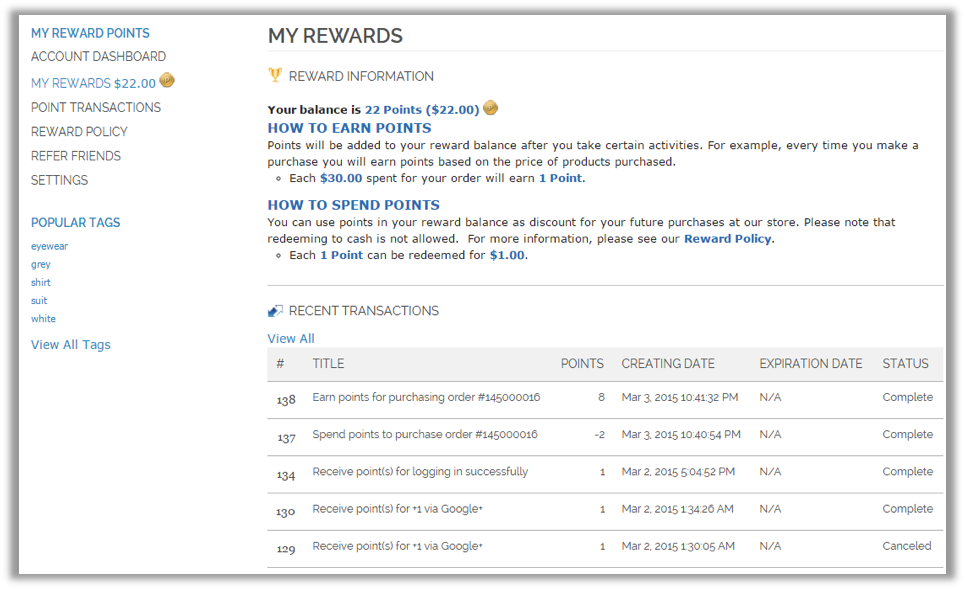 MY REWARD POINTS
ACCOUNT DASHBOARD
MY REWARDS $22.00
POINT TRANSACTIONS
REWARD POLICY
REFER FRIENDS
SETTINGS
POPULAR TAGS
eyewear
grey
shirt
suit
white
View All Tags
MY REWARDS
REWARD INFORMATION
Your balance is 22 Points ($22.00)
HOW TO EARN POINTS
Points will be added to your reward balance after you take certain activities. For example, every time you make a
purchase you will earn points based on the price of products purchased.
Each $30.00 spent for your order will earn 1 Point.
HOW TO SPEND POINTS
You can use points in your reward balance as discount for your future purchases at our store. Please note that
redeeming to cash is not allowed. For more information, please see our Reward Policy.
Each 1 Point can be redeemed for $1.00.
RECENT TRANSACTIONS
View All
# TITLE POINTS CREATING DATE EXPIRATION DATE STATUS
138 Earn points for purchasing order #145000016 8 Mar 3, 2015 10:41:32 PM N/A Complete
137 Spend points to purchase order #145000016 -2 Mar 3, 2015 10:40:54 PM N/A Complete
134 Receive point(s) for logging in successfully 1 Mar 2, 2015 5:04:52 PM N/A Complete
130 Receive point(s) for +1 via Google+ 1 Mar 2, 2015 1:34:26 AM N/A Complete
129 Receive point(s) for +1 via Google+ 1 Mar 2, 2015 1:30:05 AM N/A Canceled